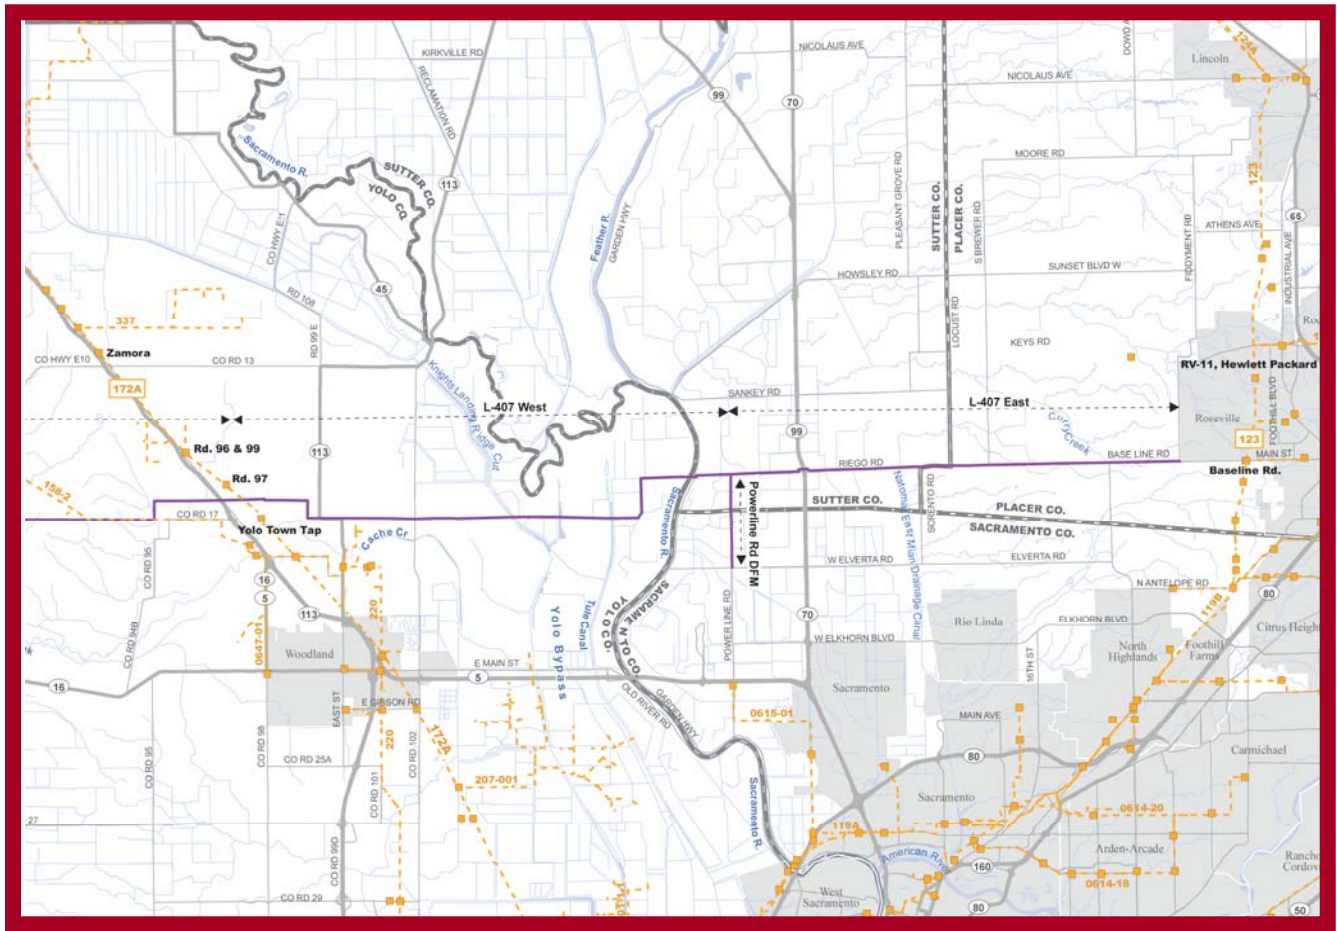 124A
Lincoln
KIRKVILLE RD
NICOLAUS AVE
DOWD A
NICOLAUS AVE
RECLAMATION RD
99
70
Sacramento R.
SUTTER CO.
YOLO CO.
113
MOORE RD
123
PLEASANT GROVE RD
SUTTER CO.
PLACER CO.
S BREWER RD
CO HWY E11
Feather R.
GARDEN HWY
FIDDYMENT RD
ATHENS AVE
65
INDUSTRIAL AVE
HOWSLEY RD
SUNSET BLVD W
45
RD 108
337
RD 99 E
LOCUST RD
KEYS RD
Zamora
CO HWY E10
CO RD 13
Knights Landing Ridge Cut
RV-11, Hewlett Packard
172A
SANKEY RD
L-407 West
L-407 East
Curry Creek
Roseville
FOOTHILL BLVD
99
123
Rd. 96 & 99
113
MAIN ST
BASE LINE RD
RIEGO RD
Baseline Rd.
Rd. 97
158-2
CO RD 17
Sacramento R.
Powerline Rd DFM
Natomas East Mian Drainage Canal
SORENTO RD
SUTTER CO.
PLACER CO.
SACRAMENTO CO.
Yolo Town Tap
Cache Cr
CO RD 95
W ELVERTA RD
ELVERTA RD
N ANTELOPE RD
16
5
113
220
119B
80
SACRAMENTO CO.
YOLO CO.
Yolo Bypass
Tule Canal
POWER LINE RD
70
Rio Linda
ELKHORN BLVD
W ELKHORN BLVD
Citrus Heigh
CO RD 94B
0647-01
Woodland
North
Highlands
Foothill
Farms
16TH ST
E MAIN ST
5
16
OLD RIVER RD
GARDEN HWY
Sacramento
EAST ST
E GIBSON RD
0615-01
MAIN AVE
172A
220
CO RD 102
CO RD 95
CO RD 98
CO RD 25A
CO RD 101
80
Carmichael
207-001
Sacramento R.
Sacramento
0614-20
27
119A
CO RD 99D
American Rive
160
Arden-Arcade
Rancho
Cordov
0614-18
CO RD 29
West
Sacramento
80
50